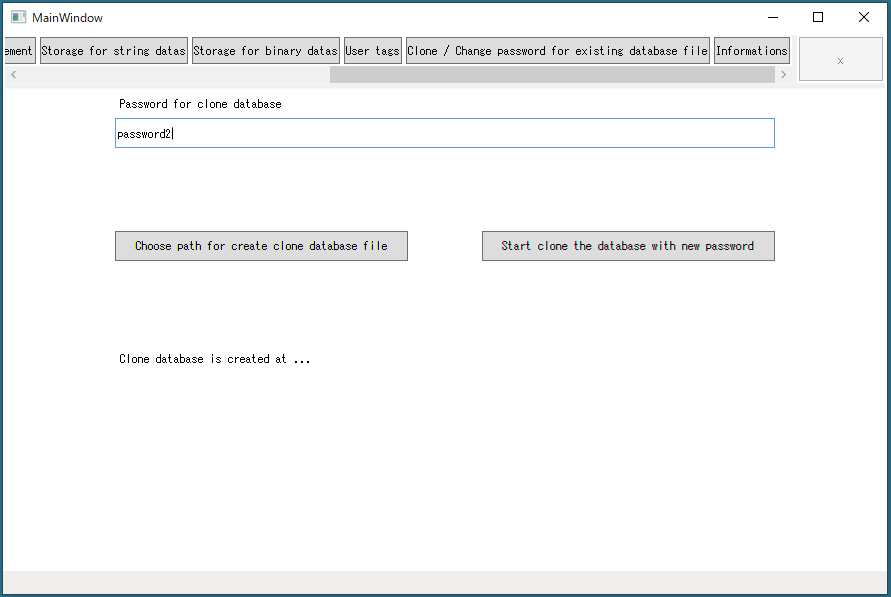 MainWindow
ement Storage for string datas Storage for binary datas User tags Clone / Change password for existing database file Informations
x
Password for clone database
password2
Choose path for create clone database file Start clone the database with new password
Clone database is created at ...